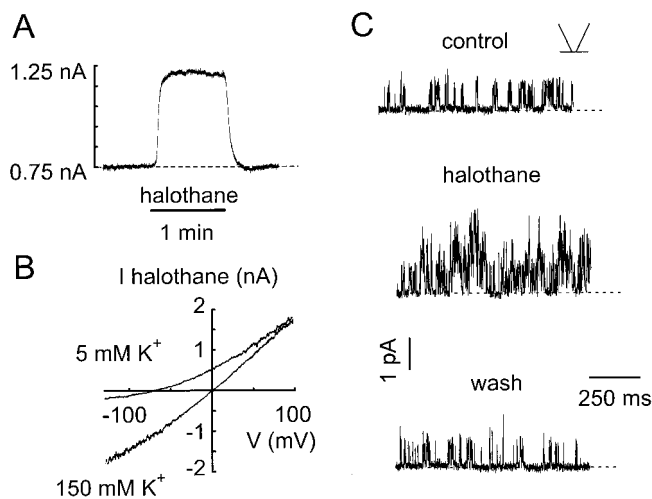 A
1.25 nA
0.75 nA
halothane
1 min
B
I halothane (nA)
2
1
5 mM K+
-100
100
V (mV)
-1
-2
150 mM K+
C
control
halothane
1 pA
wash
250 ms